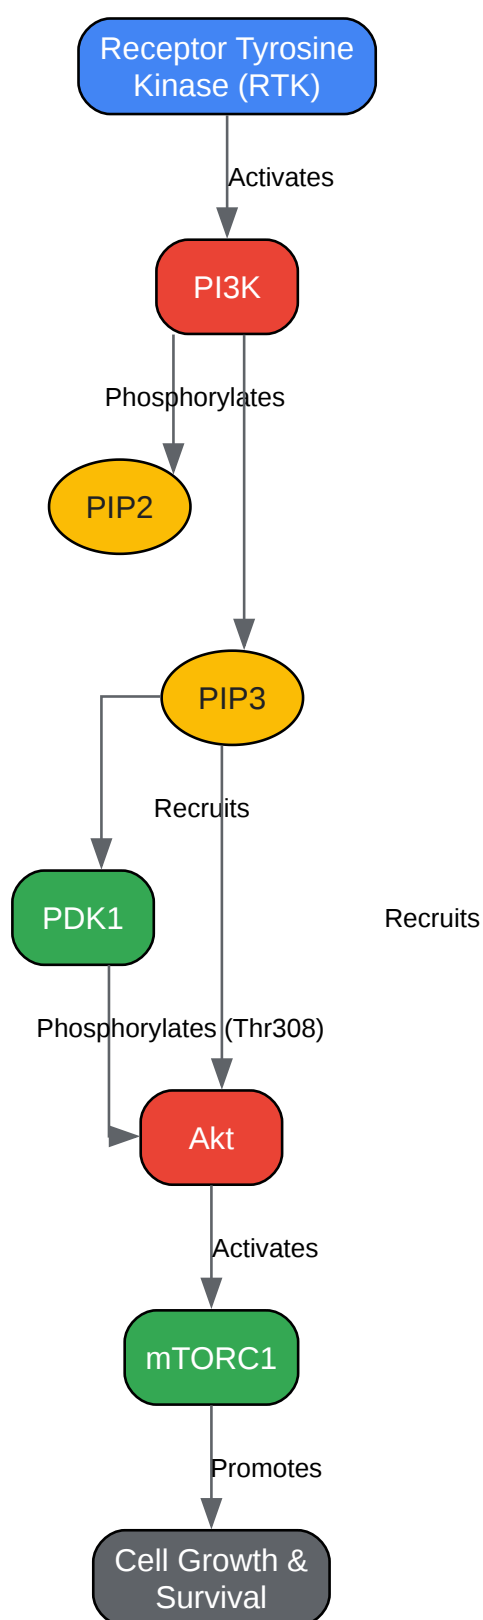 Receptor Tyrosine
Kinase (RTK)
Activates
PI3K
Phosphorylates
PIP2
PIP3
Recruits
PDK1
Recruits
Phosphorylates (Thr308)
Akt
Activates
mTORC1
Promotes
Cell Growth &
Survival